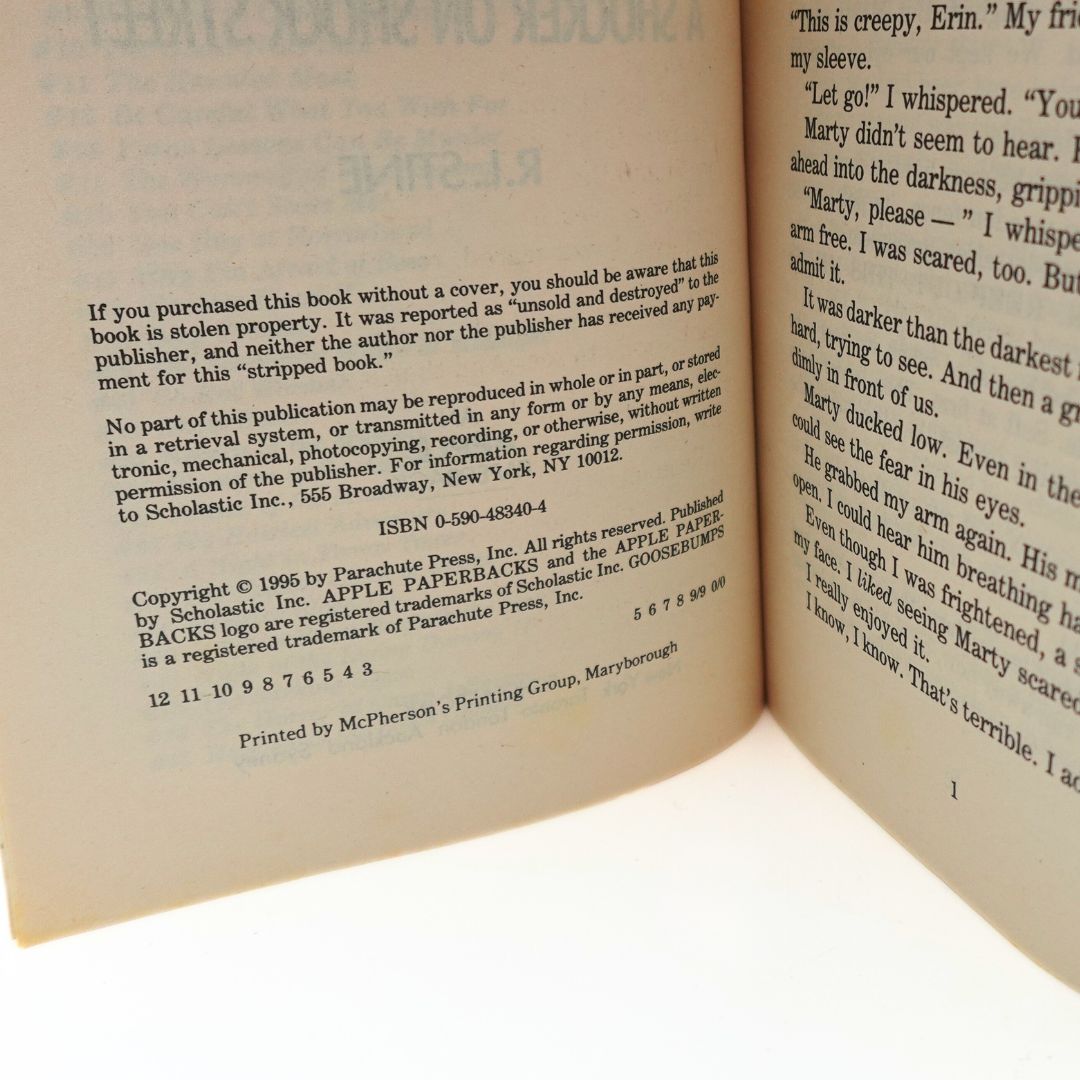 A SHOCKER ON SHOCK STREET
R.L. STINE
If you purchased this book without a cover, you should be aware that this
book is stolen property. It was reported as “unsold and destroyed” to the
publisher, and neither the author nor the publisher has received any pay-
ment for this “stripped book.”
No part of this publication may be reproduced in whole or in part, or stored
in a retrieval system, or transmitted in any form or by any means, elec-
tronic, mechanical, photocopying, recording, or otherwise, without written
permission of the publisher. For information regarding permission, write
to Scholastic Inc., 555 Broadway, New York, NY 10012.
ISBN 0-590-48340-4
Copyright © 1995 by Parachute Press, Inc. All rights reserved. Published
by Scholastic Inc. APPLE PAPERBACKS and the APPLE PAPER-
BACKS logo are registered trademarks of Scholastic Inc. GOOSEBUMPS
is a registered trademark of Parachute Press, Inc.
12 11 10 9 8 7 6 5 4 3
5 6 7 8 9/9 0/0
Printed by McPherson’s Printing Group, Maryborough
“This is creepy, Erin.” My
my sleeve.
“Let go!” I whispered.
Marty didn’t seem to hear.
ahead into the darkness,
“Marty, please — ” I
arm free. I was scared, too. But
admit it.
It was darker than the darkest
hard, trying to see. And then a
dimly in front of us.
Marty ducked low. Even in the
could see the fear in his eyes.
He grabbed my arm again. His
open. I could hear him breathing
Even though I was frightened, a
my face. I liked seeing Marty scared
I really enjoyed it.
I know, I know. That’s terrible. I
1